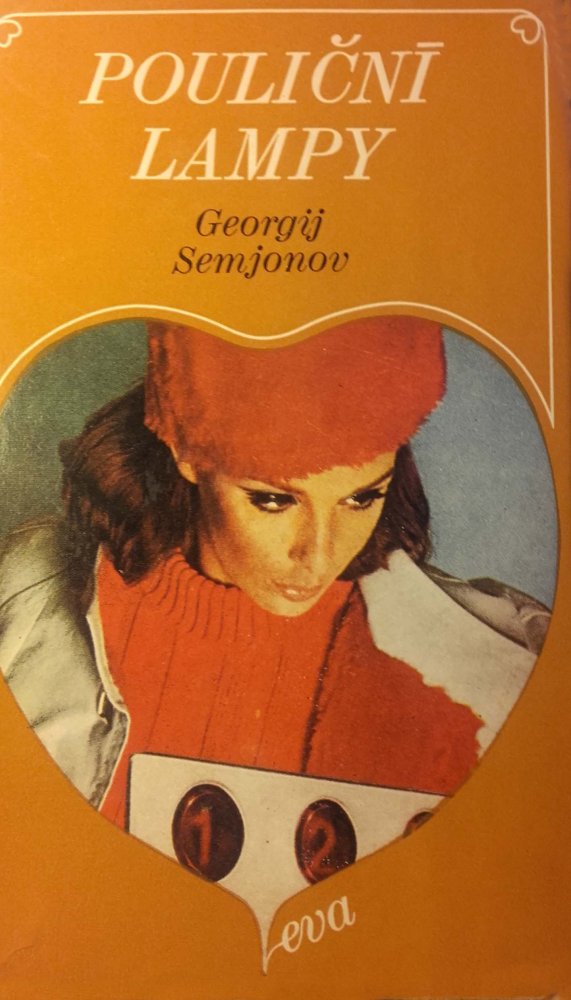 POULIČNÍ
LAMPY
Georgij
Semjonov
1 2
eva